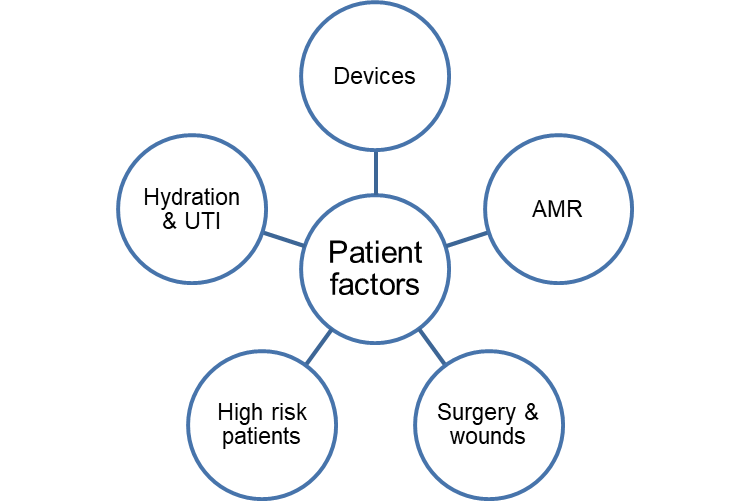 Devices
Hydration
& UTI
AMR
Patient
factors
High risk
patients
Surgery &
wounds